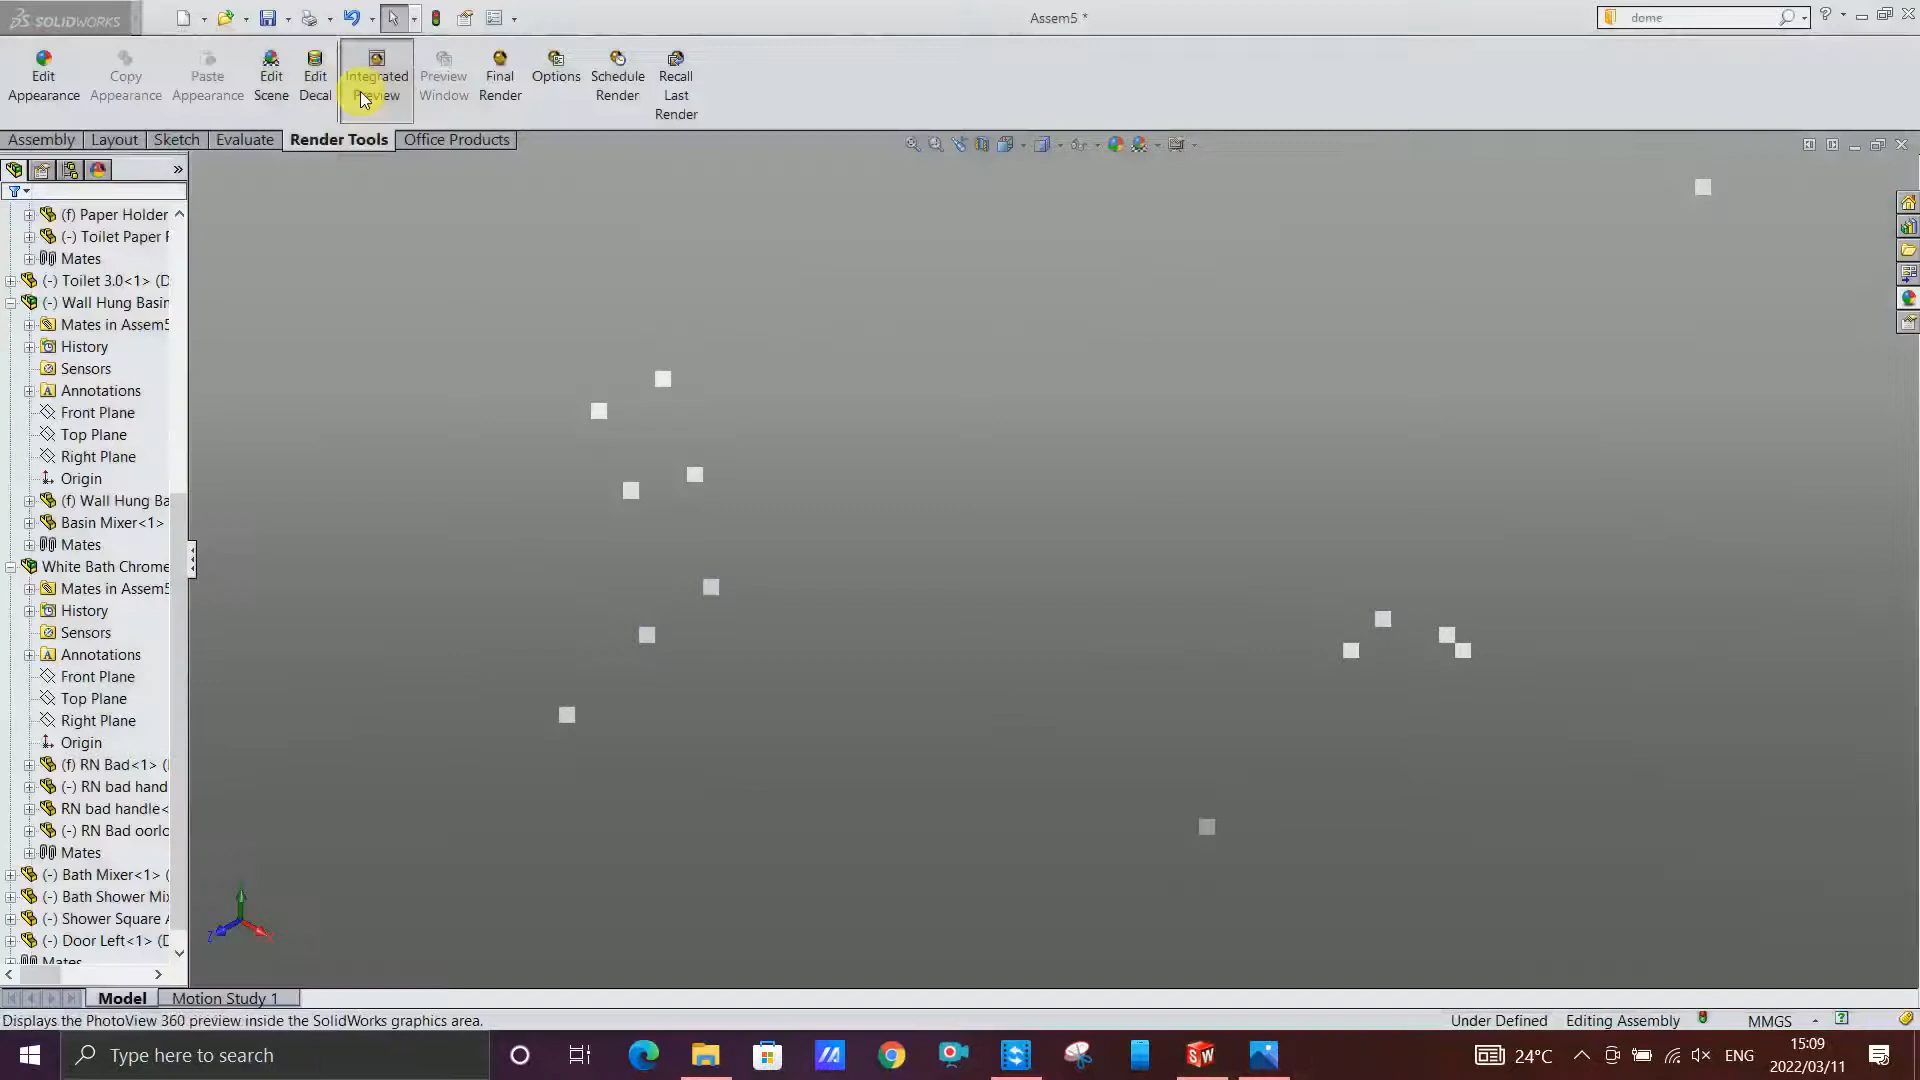 SOLIDWORKS
Assem5 *
dome
Edit Appearance
Copy Appearance
Paste Appearance
Edit Scene
Edit Decal
Integrated Preview
Preview Window
Final Render
Options
Schedule Render
Recall Last Render
Assembly
Layout
Sketch
Evaluate
Render Tools
Office Products
(f) Paper Holder
(-) Toilet Paper F
Mates
(-) Toilet 3.0<1> (D
(-) Wall Hung Basin
Mates in Assem5
History
Sensors
Annotations
Front Plane
Top Plane
Right Plane
Origin
(f) Wall Hung Ba
Basin Mixer<1>
Mates
White Bath Chrome
Mates in Assem5
History
Sensors
Annotations
Front Plane
Top Plane
Right Plane
Origin
(f) RN Bad<1> (
(-) RN bad hand
RN bad handle<
(-) RN Bad oorlo
Mates
(-) Bath Mixer<1> (
(-) Bath Shower Mix
(-) Shower Square A
(-) Door Left<1> (D
Mates
Z
X
Model
Motion Study 1
Displays the PhotoView 360 preview inside the SolidWorks graphics area.
Under Defined
Editing Assembly
MMGS
Type here to search
24°C
ENG
15:09
2022/03/11